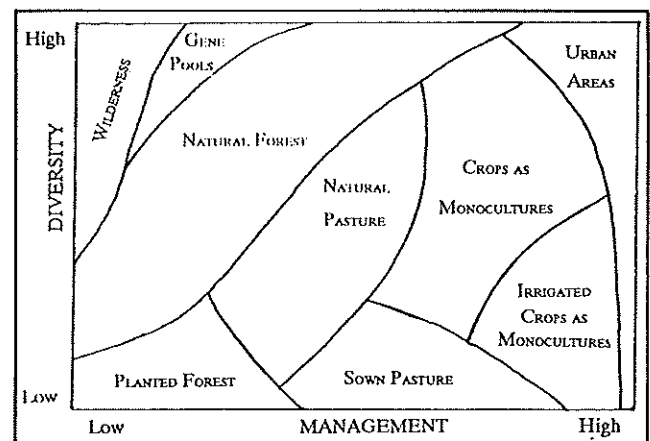 High
GENE
POOLS
URBAN
AREAS
WILDERNESS
DIVERSITY
NATURAL FOREST
NATURAL
PASTURE
CROPS AS
MONOCULTURES
IRRIGATED
CROPS AS
MONOCULTURES
PLANTED FOREST
SOWN PASTURE
Low
Low
MANAGEMENT
High